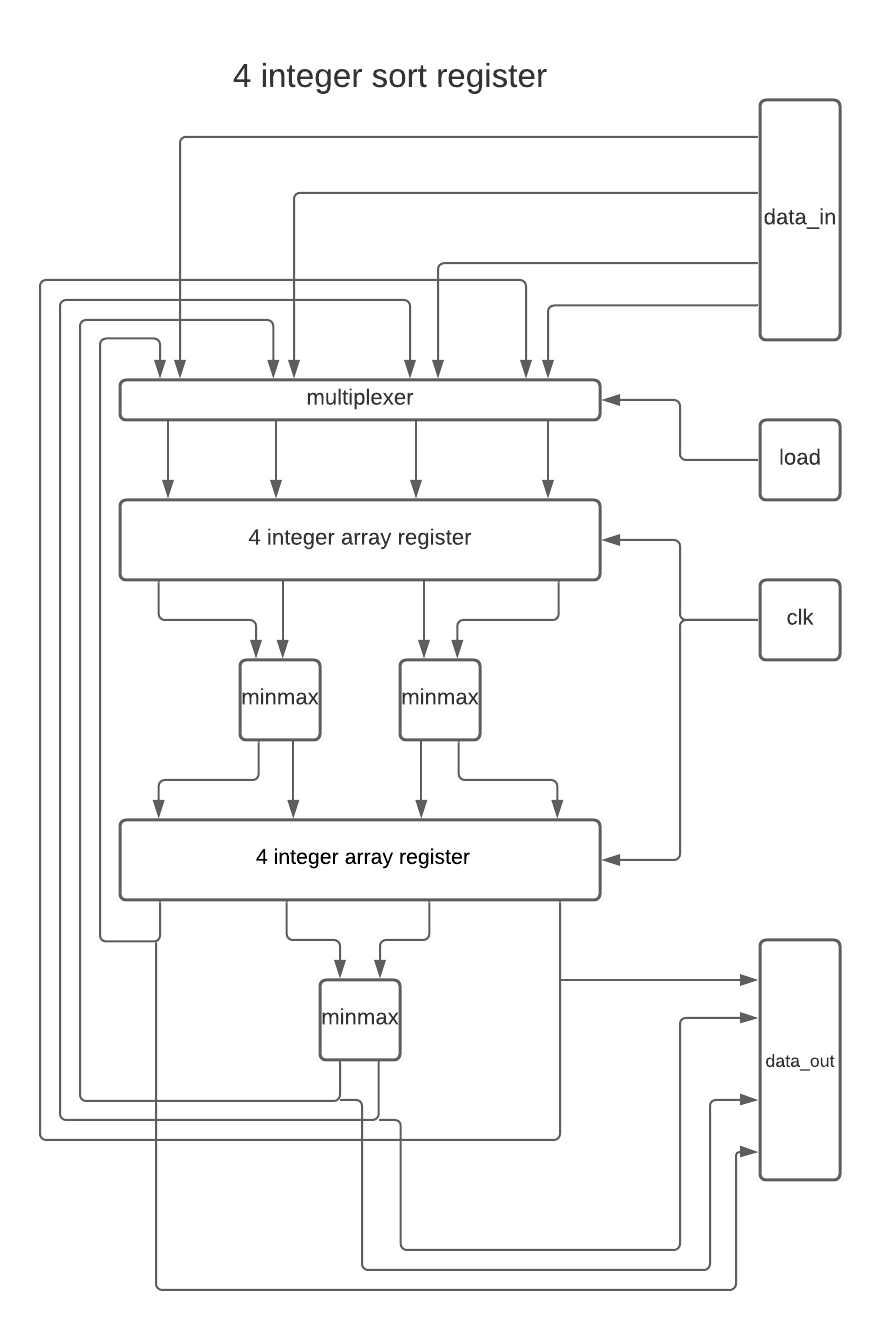 4 integer sort register
data_in
multiplexer
load
4 integer array register
clk
minmax
minmax
4 integer array register
minmax
data_out